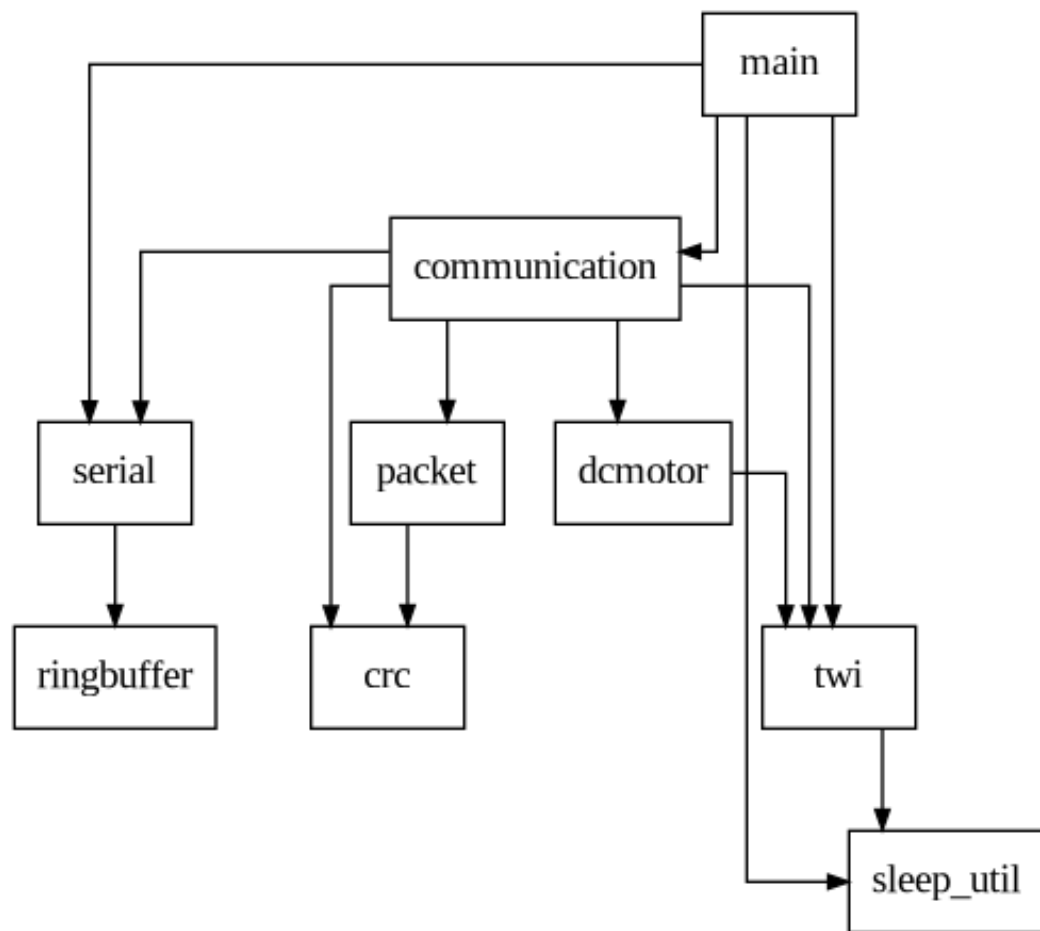 main
communication
serial
packet
dcmotor
ringbuffer
crc
twi
sleep_util